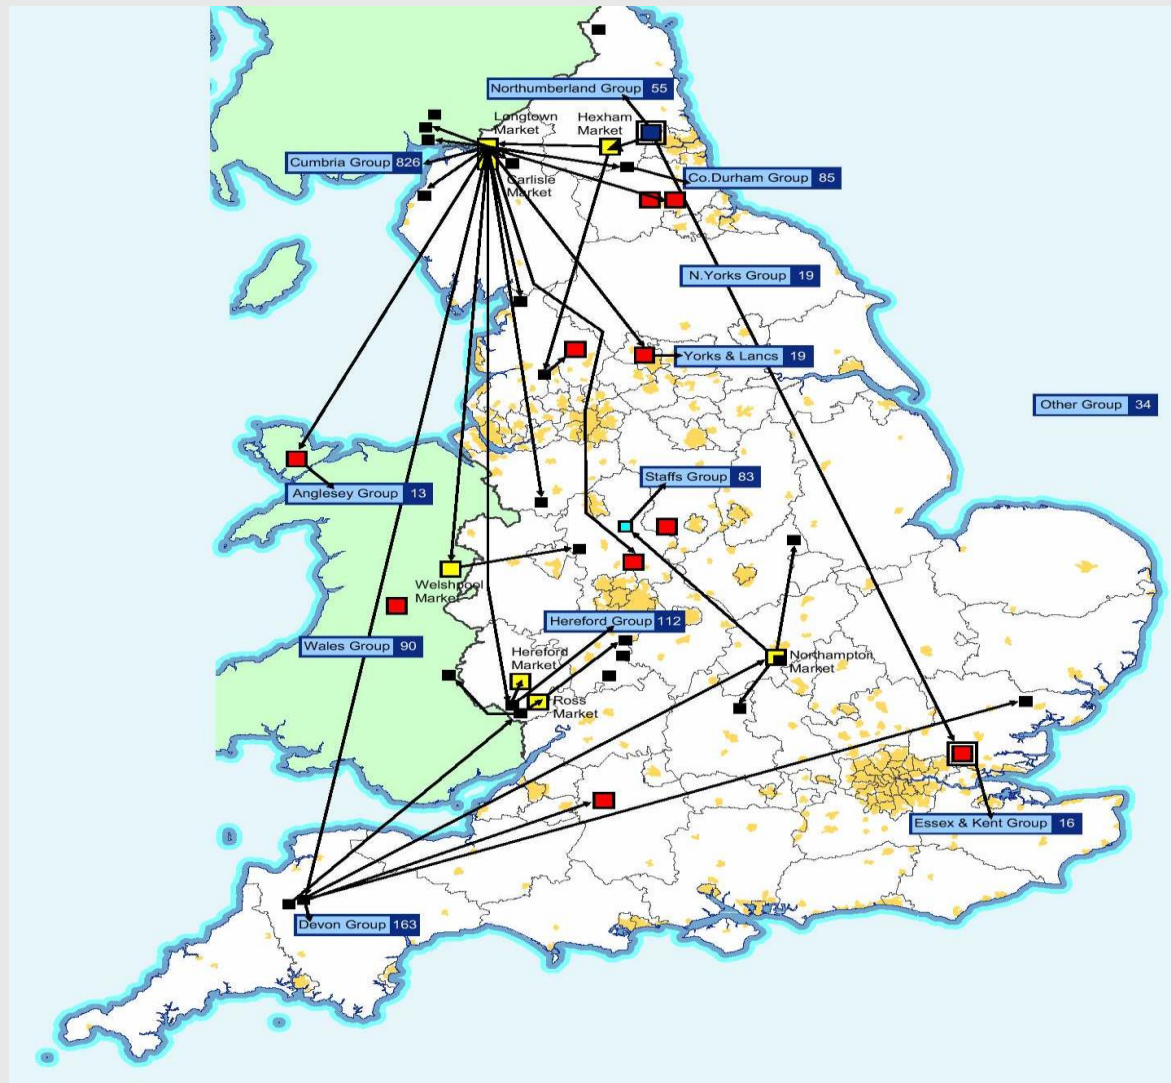 Northumberland Group 55
Longtown
Market
Hexham
Market
Cumbria Group 826
Carlisle
Market
Co.Durham Group 85
N.Yorks Group 19
Yorks & Lancs 19
Other Group 34
Anglesey Group 13
Staffs Group 83
Welshpool
Market
Hereford Group 112
Wales Group 90
Hereford
Market
Northampton
Market
Ross
Market
Essex & Kent Group 16
Devon Group 163